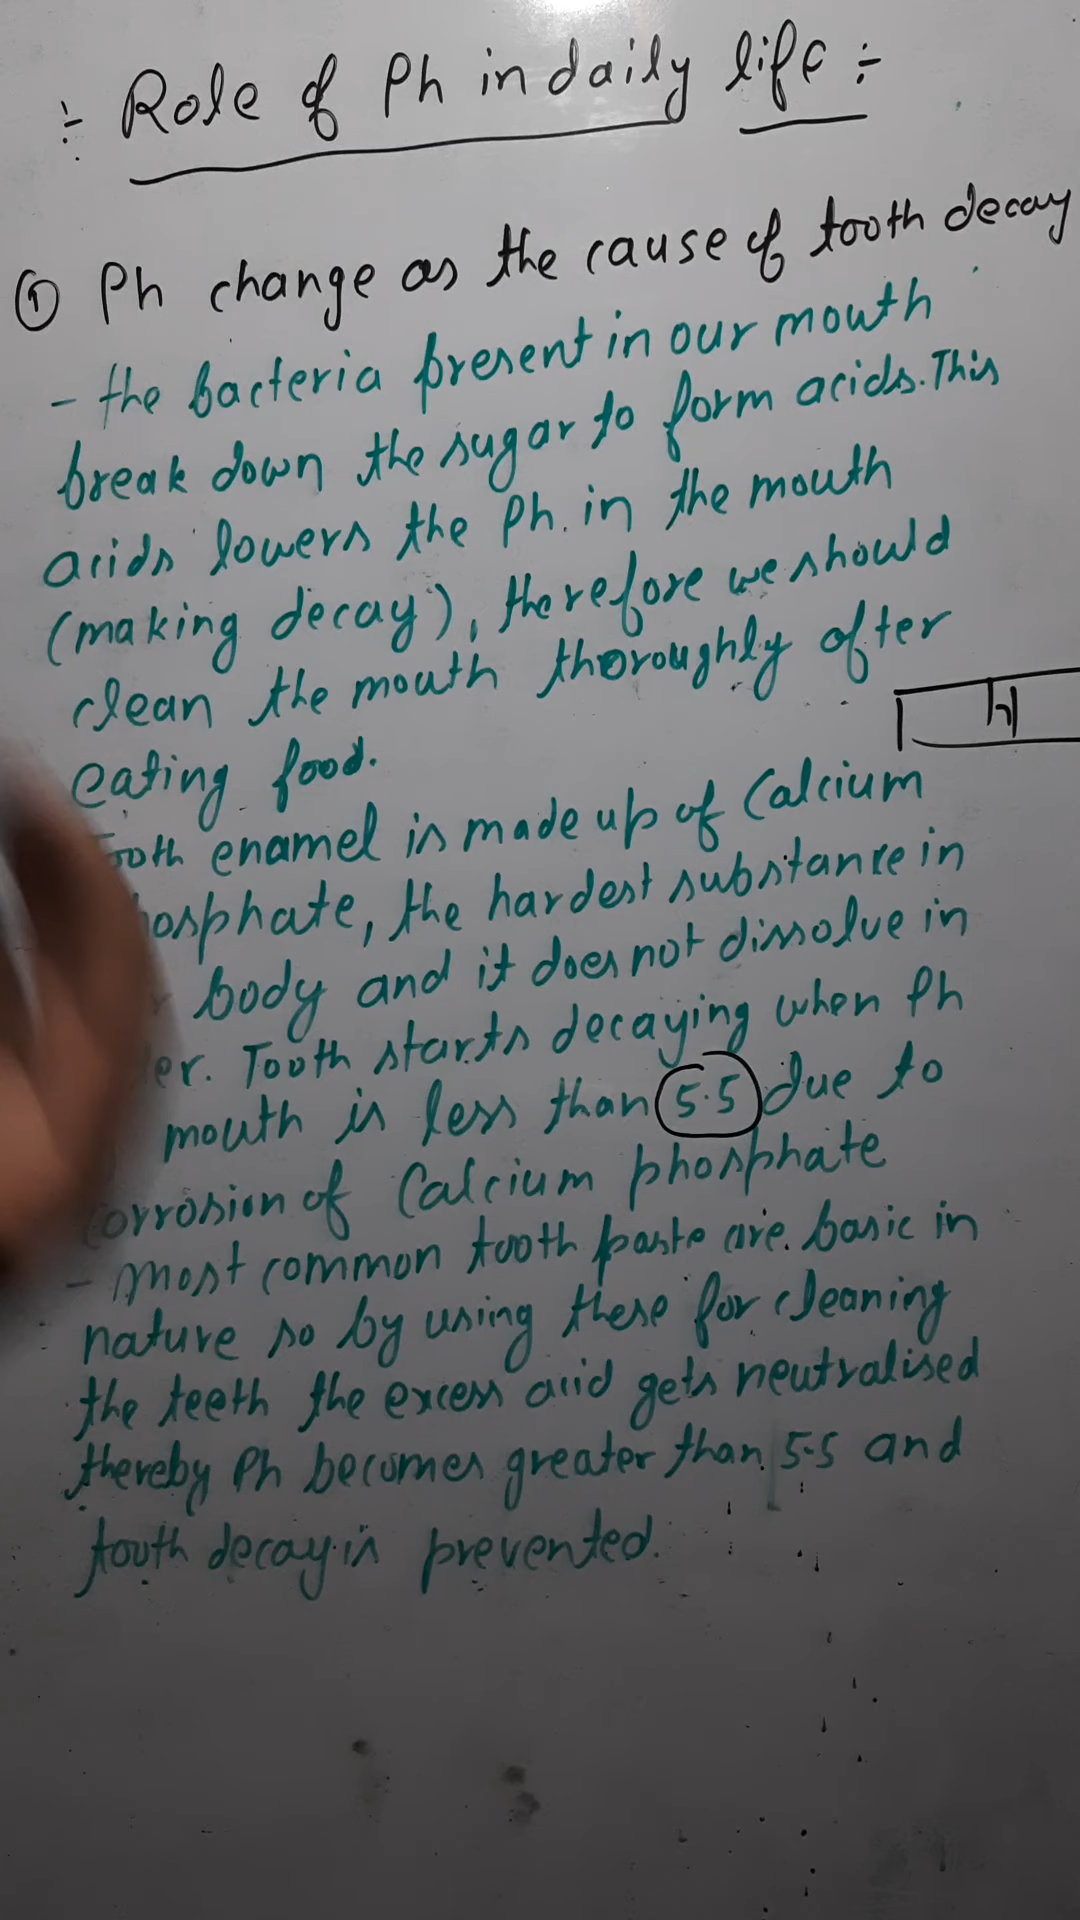 Role of Ph in daily life
① Ph change as the cause of tooth decay
- the bacteria present in our mouth
break down the sugar to form acids. This
acids lowers the Ph. in the mouth
(making decay), therefore we should
clean the mouth thoroughly after
eating food.
ooth enamel is made up of Calcium
osphate, the hardest substance in
r body and it does not dissolve in
er. Tooth starts decaying when Ph
mouth is less than 5.5 due to
orrosion of Calcium phosphate
- most common tooth paste are basic in
nature so by using these for cleaning
the teeth the excess acid gets neutralised
thereby Ph becomes greater than 5.5 and
tooth decay is prevented.